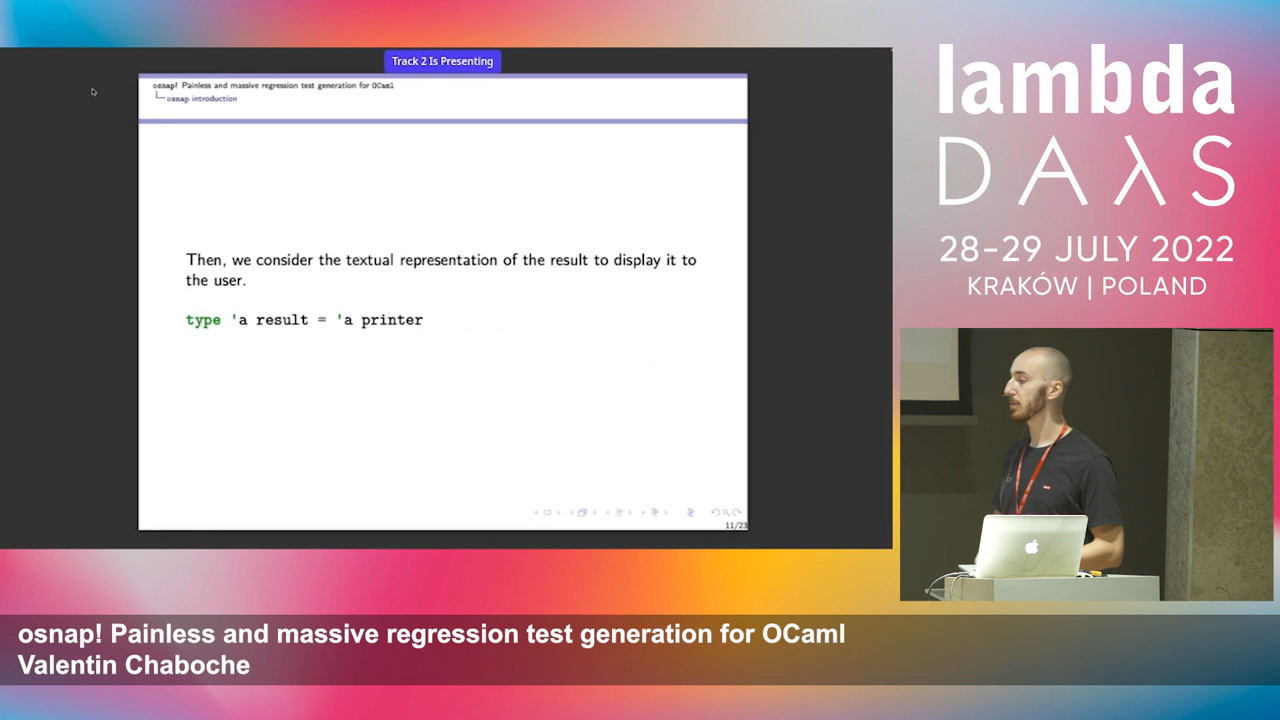 Track 2 Is Presenting
osnap! Painless and massive regression test generation for OCaml
osnap introduction
Then, we consider the textual representation of the result to display it to
the user.
type 'a result = 'a printer
11/23
lambda
DAλS
28–29 JULY 2022
KRAKÓW | POLAND
osnap! Painless and massive regression test generation for OCaml
Valentin Chaboche